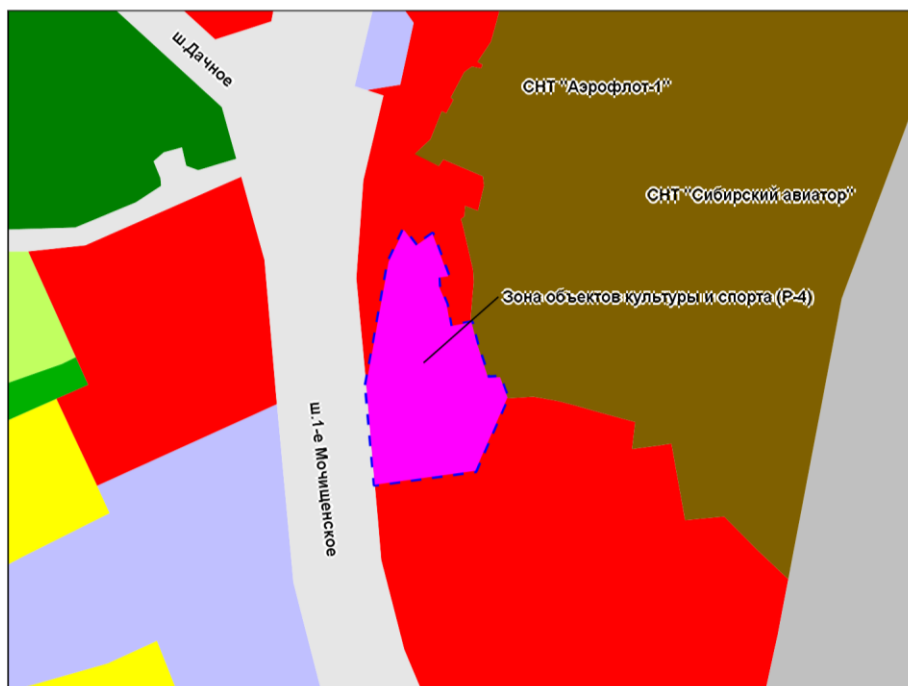 ш.Дачное
СНТ "Аэрофлот-1"
СНТ "Сибирский авиатор"
Зона объектов культуры и спорта (Р-4)
ш.1-е Мочищенское